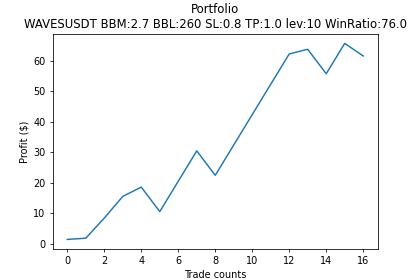 Portfolio
WAVESUSDT BBM:2.7 BBL:260 SL:0.8 TP:1.0 lev:10 WinRatio:76.0
60
50
40
30
20
10
0
Profit ($)
0 2 4 6 8 10 12 14 16
Trade counts